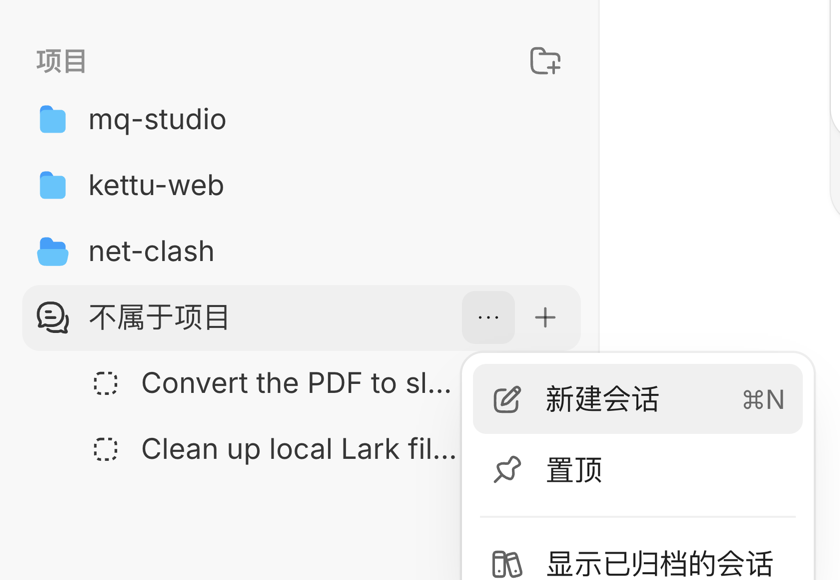 项目
mq-studio
kettu-web
net-clash
不属于项目
Convert the PDF to sl...
Clean up local Lark fil...
新建会话 ⌘N
置顶
显示已归档的会话